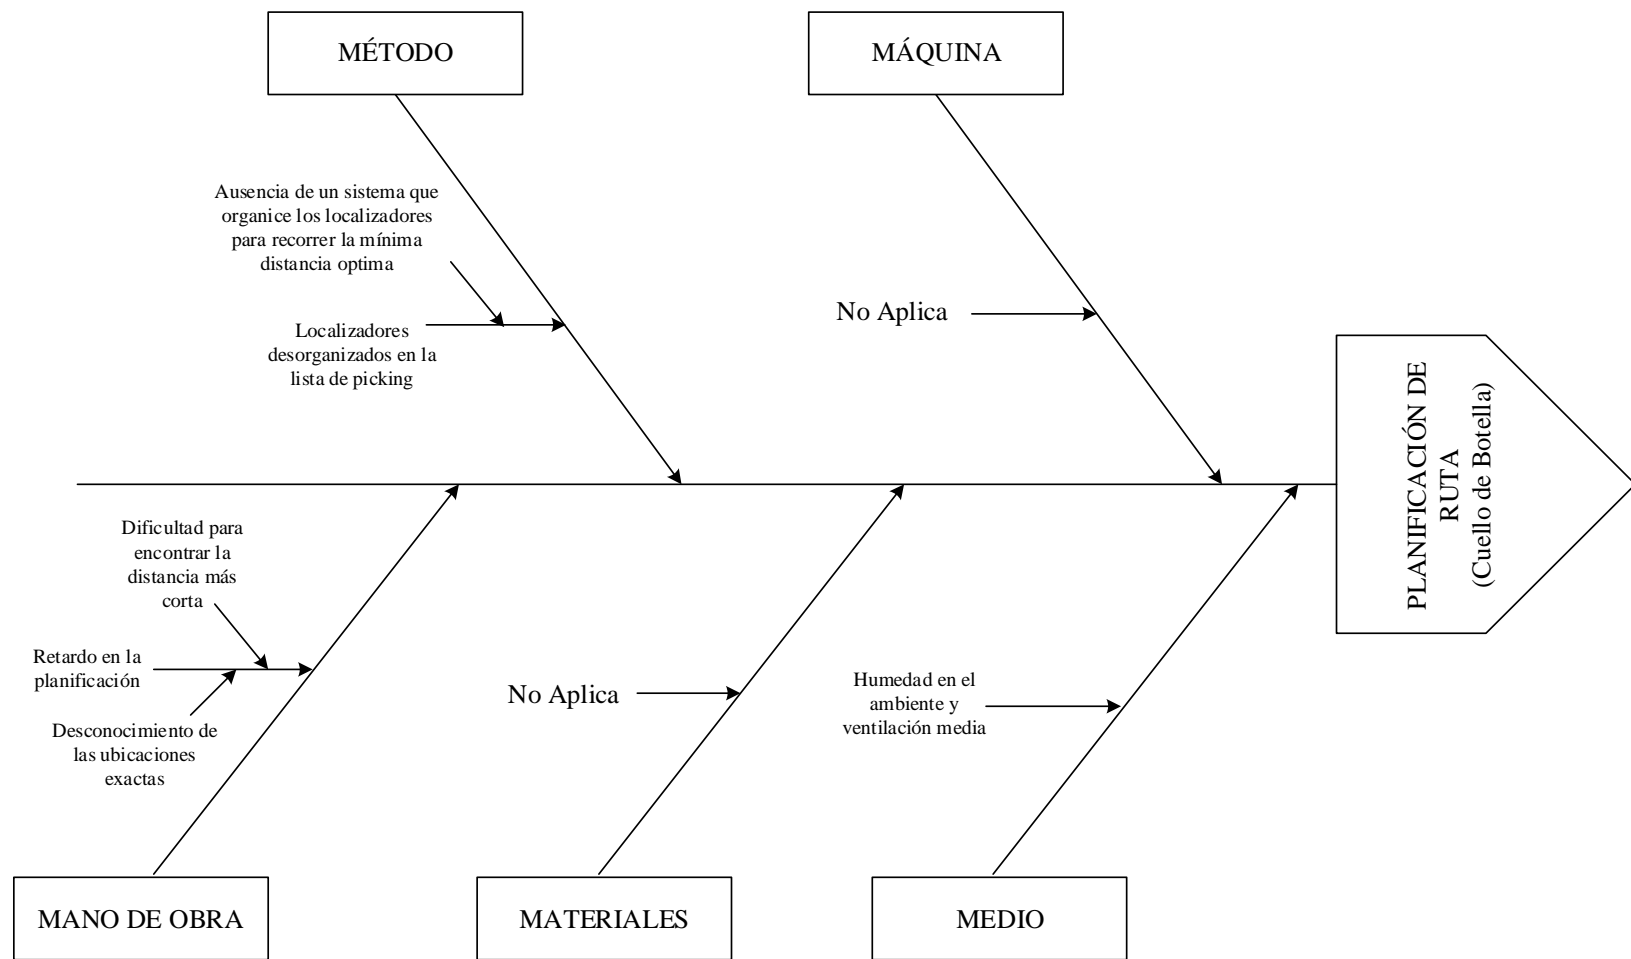 MÉTODO
MÁQUINA
Ausencia de un sistema que
organice los localizadores
para recorrer la mínima
distancia optima
Localizadores
desorganizados en la
lista de picking
No Aplica
PLANIFICACIÓN DE
RUTA
(Cuello de Botella)
Dificultad para
encontrar la
distancia más
corta
Retardo en la
planificación
Desconocimiento de
las ubicaciones
exactas
No Aplica
Humedad en el
ambiente y
ventilación media
MANO DE OBRA
MATERIALES
MEDIO